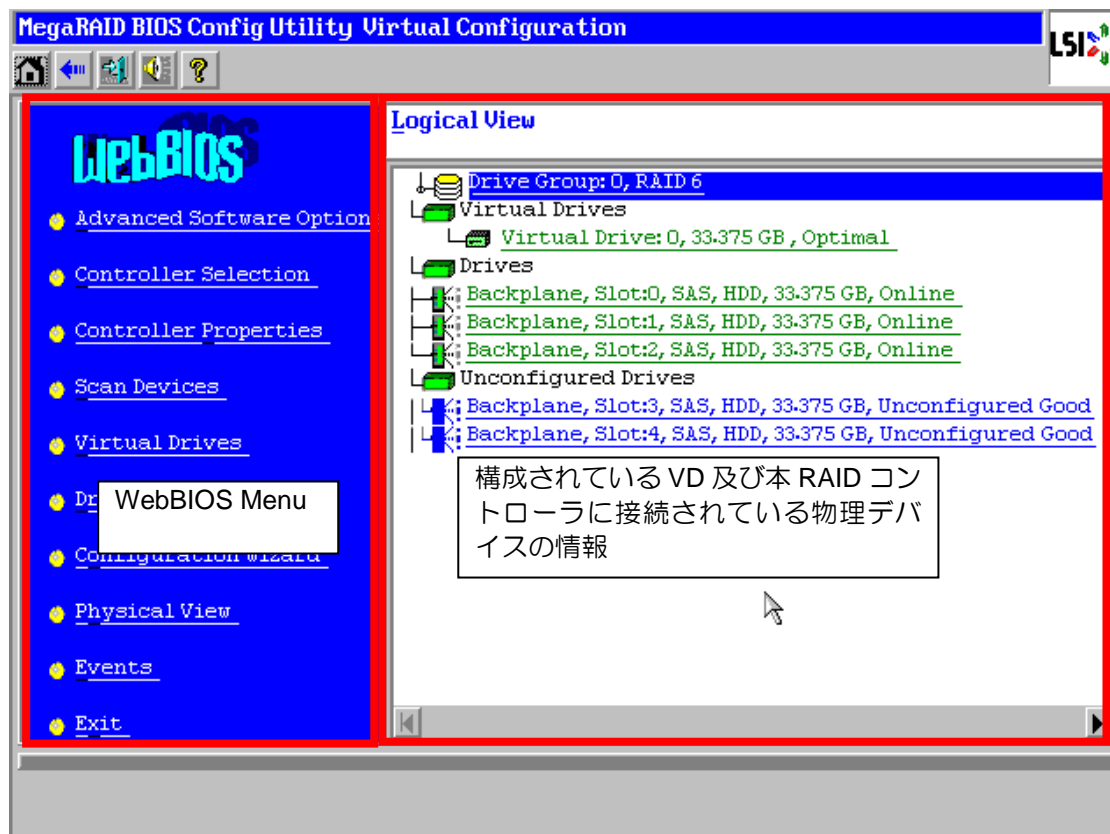 MegaRAID BIOS Config Utility Virtual Configuration
LSI
WebBIOS
Advanced Software Option
Controller Selection
Controller Properties
Scan Devices
Virtual Drives
Dr
WebBIOS Menu
Configuration Wizard
Physical View
Events
Exit
Logical View
Drive Group: 0, RAID 6
Virtual Drives
Virtual Drive: 0, 33.375 GB , Optimal
Drives
Backplane, Slot:0, SAS, HDD, 33.375 GB, Online
Backplane, Slot:1, SAS, HDD, 33.375 GB, Online
Backplane, Slot:2, SAS, HDD, 33.375 GB, Online
Unconfigured Drives
Backplane, Slot:3, SAS, HDD, 33.375 GB, Unconfigured Good
Backplane, Slot:4, SAS, HDD, 33.375 GB, Unconfigured Good
構成されている VD 及び本 RAID コン
トローラに接続されている物理デバ
イスの情報